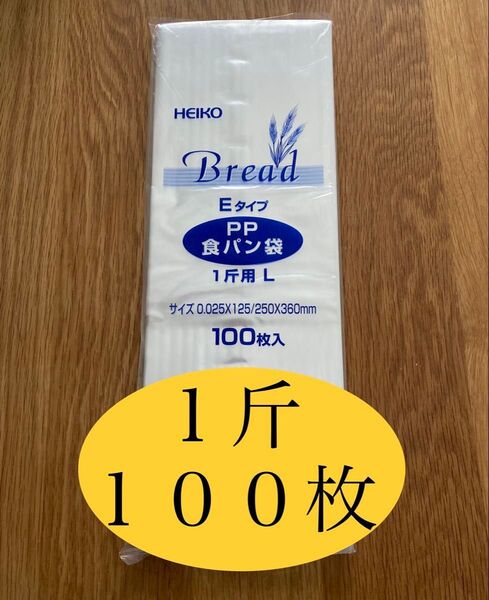 HEIKO
Bread
Eタイプ
PP
食パン袋
1斤用 L
サイズ 0.025X125/250X360mm
100枚入
１斤
１００枚